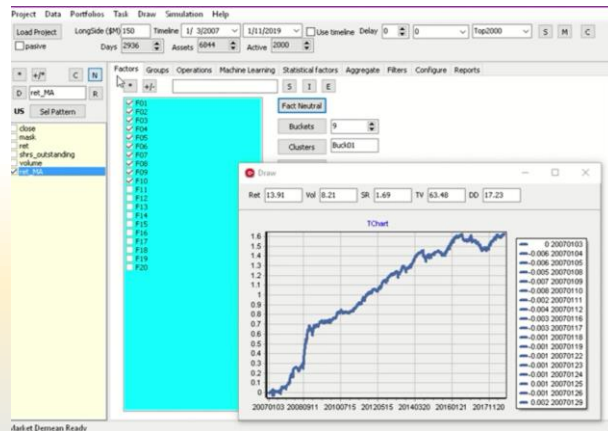 Project Data Portfolios Task Draw Simulation Help
Load Project LongSide ($M) 150 Timeline 1/ 3/2007 1/11/2019 Use timeline Delay 0 0 Top2000 S M C
pasive Days 2936 Assets 6844 Active 2000
* +/* C N
D ret_MA R
US Sel Pattern
close
mask
ret
shrs_outstanding
volume
ret_MA
Factors Groups Operations Machine Learning Statistical factors Aggregate Filters Configure Reports
* +/- S I E
F01
F02
F03
F04
F05
F06
F07
F08
F09
F10
F11
F12
F13
F14
F15
F16
F17
F18
F19
F20
Fact Neutral
Buckets 9
Clusters Buck01
Draw
Ret 13.91 Vol 8.21 SR 1.69 TV 63.48 DD 17.23
TChart
1.6
1.5
1.4
1.3
1.2
1.1
1
0.9
0.8
0.7
0.6
0.5
0.4
0.3
0.2
0.1
0
20070103 20080911 20100715 20120515 20140320 20160121 20171120
0 20070103
-0.006 20070104
-0.006 20070105
-0.005 20070108
-0.007 20070109
-0.008 20070110
-0.002 20070111
-0.004 20070112
-0.003 20070116
-0.003 20070117
-0.001 20070118
-0.001 20070119
-0.001 20070122
-0.001 20070123
-0.001 20070124
0.001 20070125
0.001 20070126
0.002 20070129
Market Demean Ready